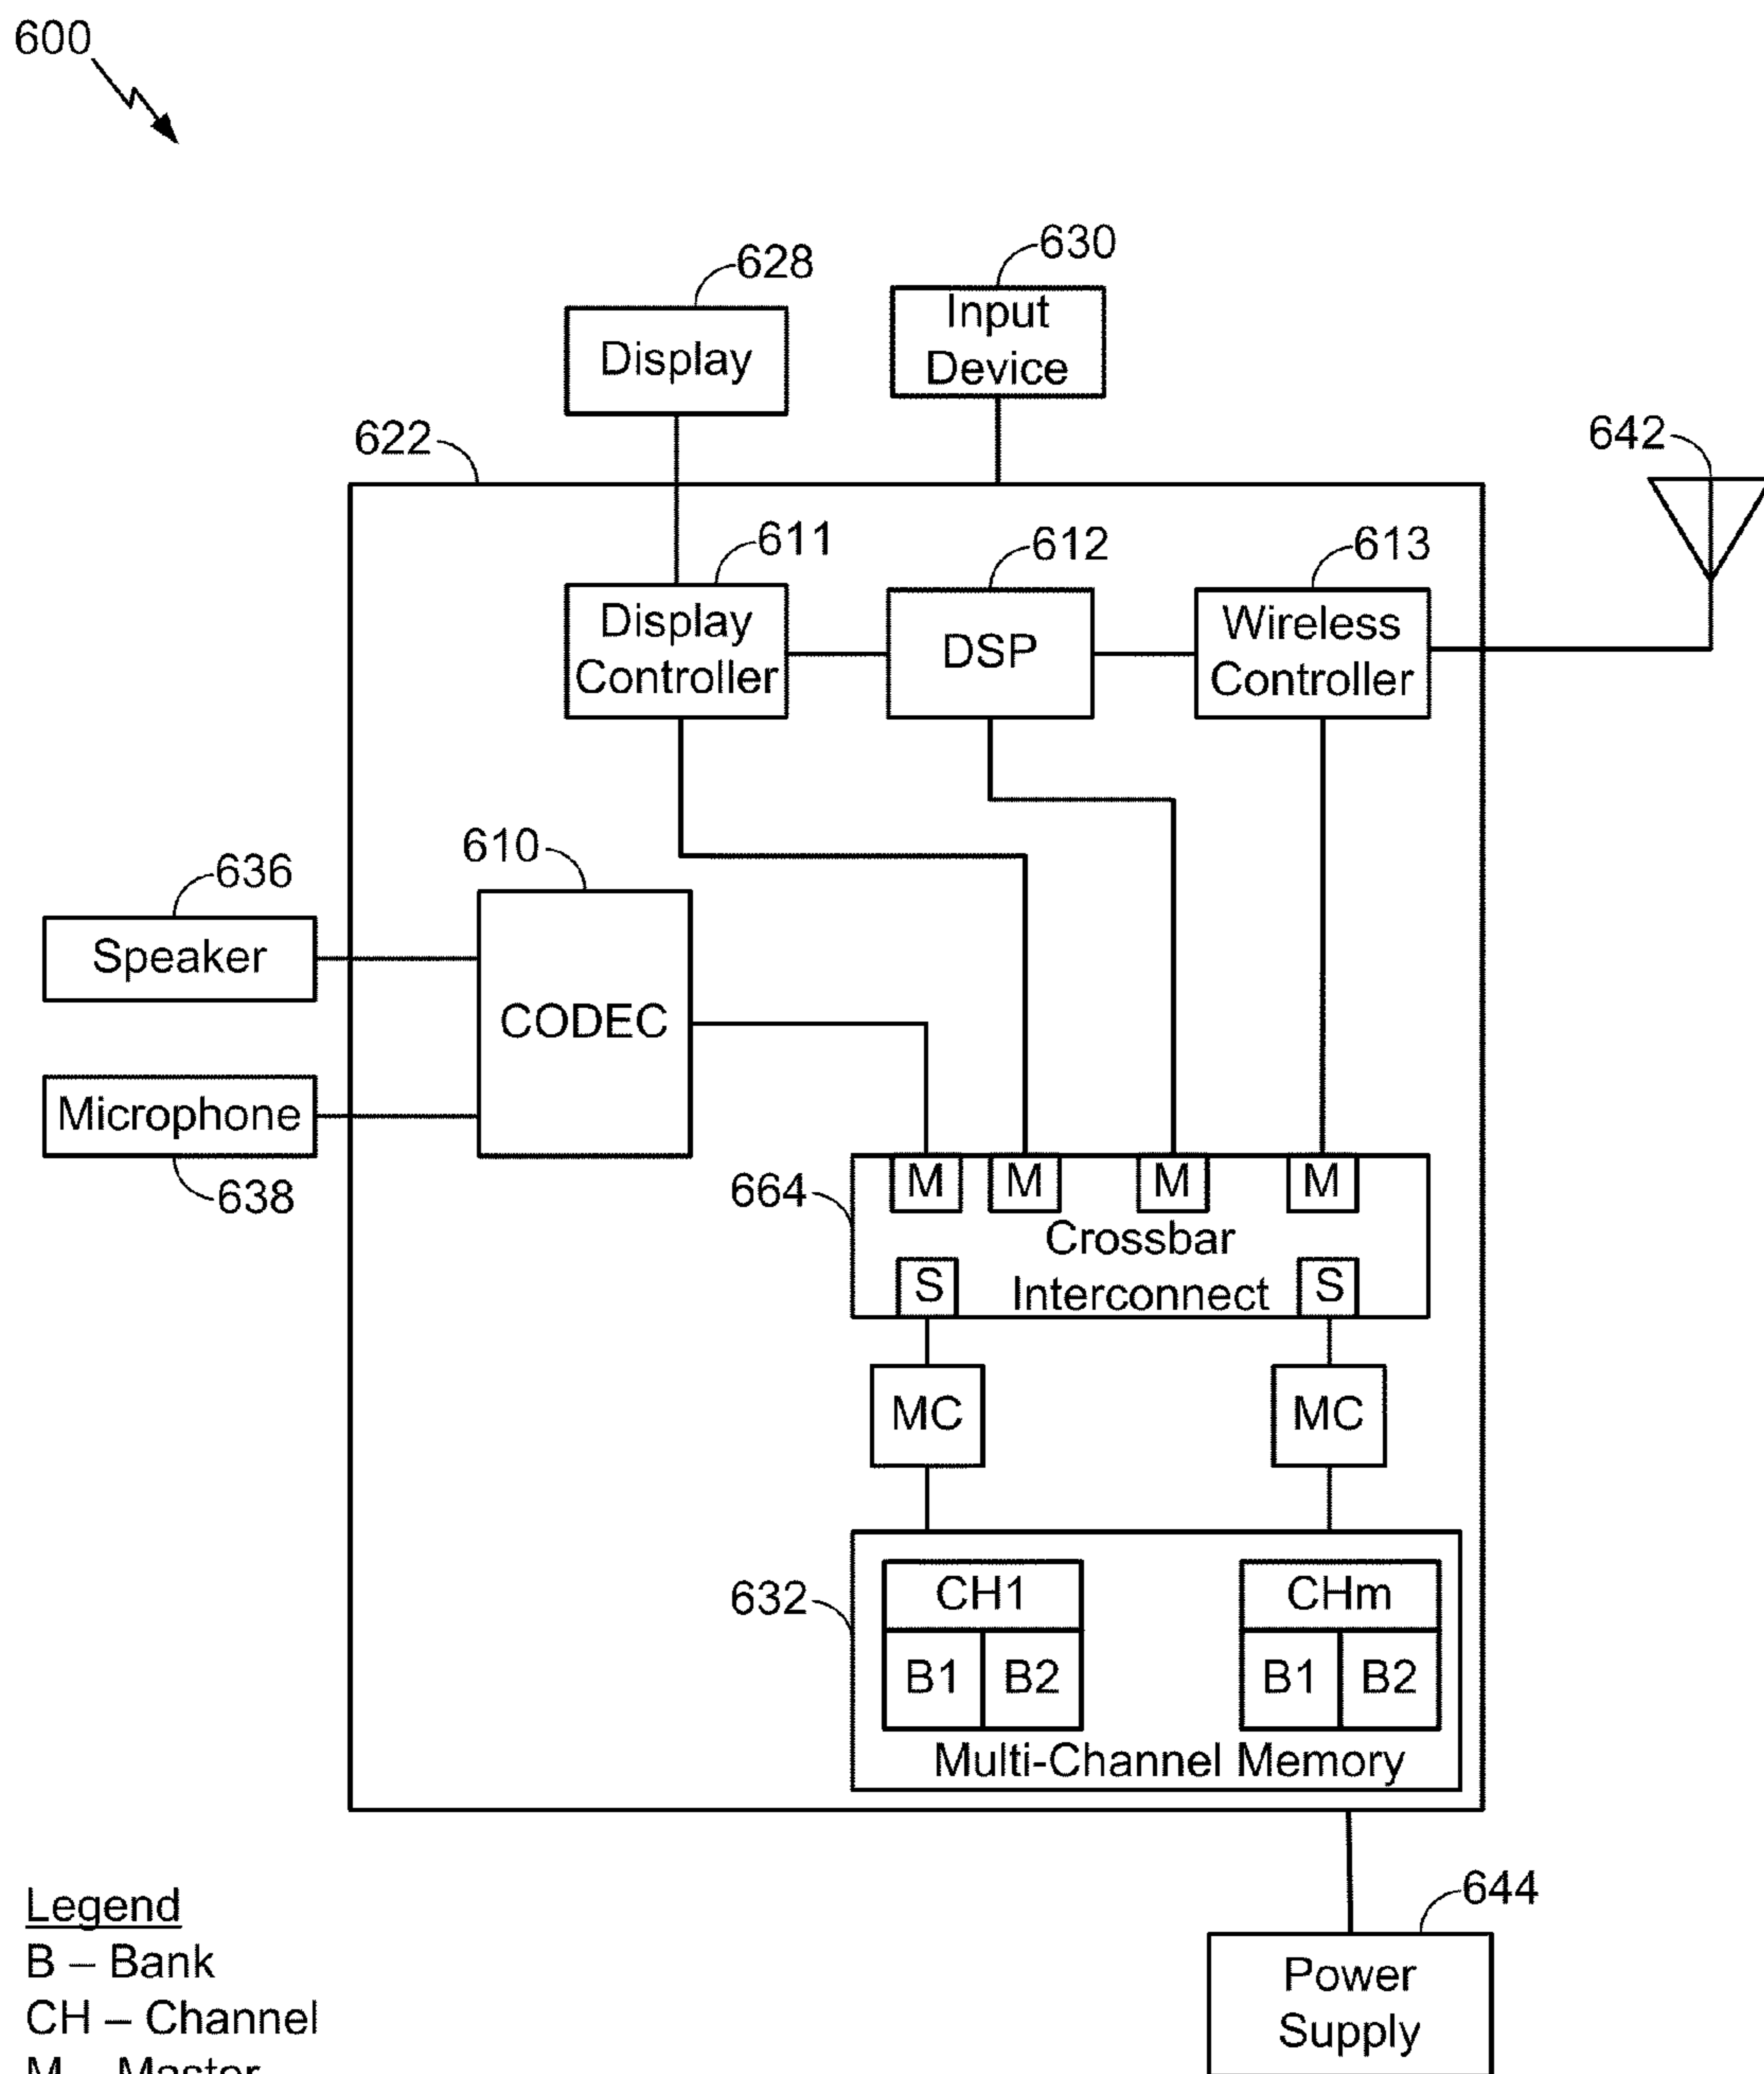 600
628
630
Display
Input
Device
622
642
611
612
613
Display
Controller
DSP
Wireless
Controller
610
636
Speaker
CODEC
Microphone
638
664
M M M M
Crossbar
Interconnect
S S
MC MC
632
CH1 CHm
B1 B2 B1 B2
Multi-Channel Memory
644
Power
Supply
Legend
B – Bank
CH – Channel
M – Master